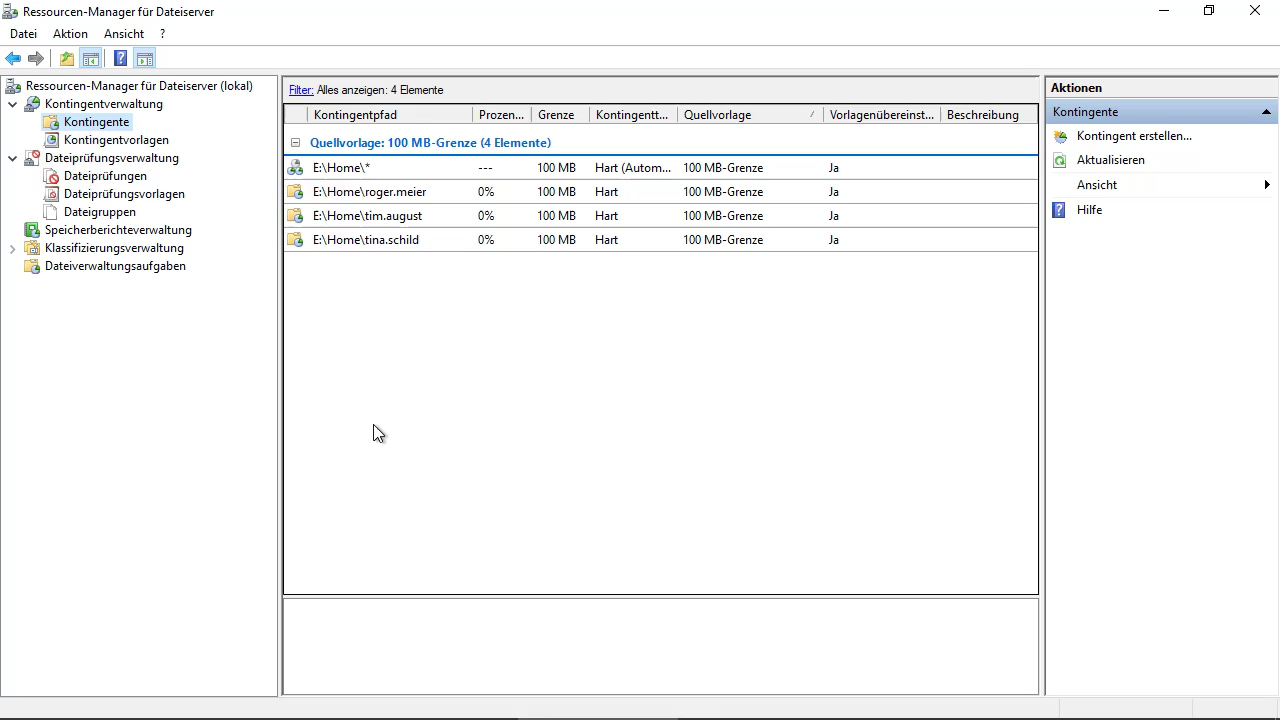 Ressourcen-Manager für Dateiserver
Datei Aktion Ansicht ?
Ressourcen-Manager für Dateiserver (lokal)
Kontingentverwaltung
Kontingente
Kontingentvorlagen
Dateiprüfungsverwaltung
Dateiprüfungen
Dateiprüfungsvorlagen
Dateigruppen
Speicherberichteverwaltung
Klassifizierungsverwaltung
Dateiverwaltungsaufgaben
Filter: Alles anzeigen: 4 Elemente
Kontingentpfad Prozen... Grenze Kontingentt... Quellvorlage Vorlagenübereinst... Beschreibung
Quellvorlage: 100 MB-Grenze (4 Elemente)
E:\Home\* --- 100 MB Hart (Autom... 100 MB-Grenze Ja
E:\Home\roger.meier 0% 100 MB Hart 100 MB-Grenze Ja
E:\Home\tim.august 0% 100 MB Hart 100 MB-Grenze Ja
E:\Home\tina.schild 0% 100 MB Hart 100 MB-Grenze Ja
Aktionen
Kontingente
Kontingent erstellen...
Aktualisieren
Ansicht
Hilfe